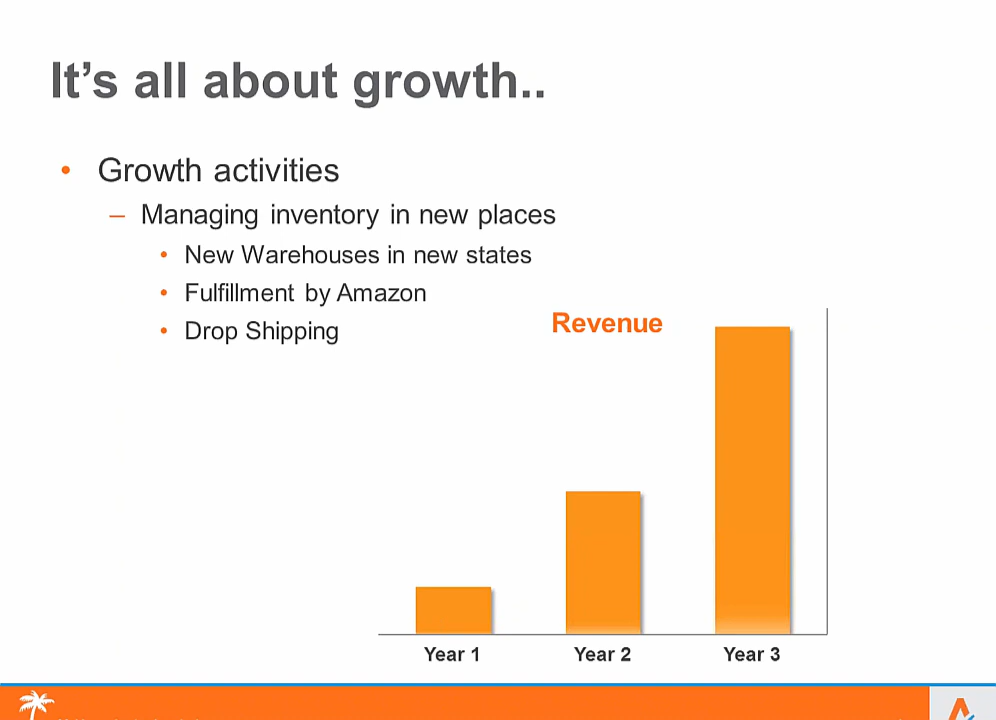 It’s all about growth..
• Growth activities
– Managing inventory in new places
• New Warehouses in new states
• Fulfillment by Amazon
• Drop Shipping
Revenue
Year 1 Year 2 Year 3